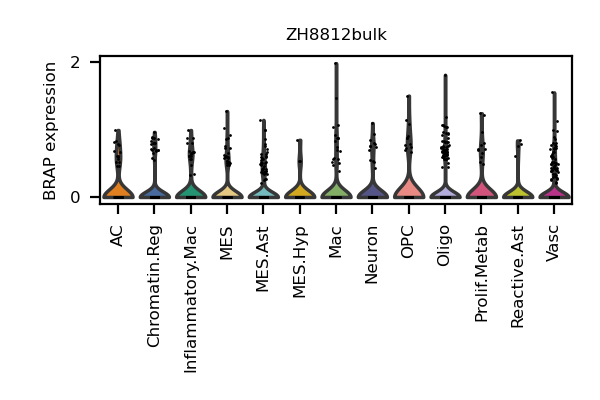 ZH8812bulk
BRAP expression
2
0
AC
Chromatin.Reg
Inflammatory.Mac
MES
MES.Ast
MES.Hyp
Mac
Neuron
OPC
Oligo
Prolif.Metab
Reactive.Ast
Vasc